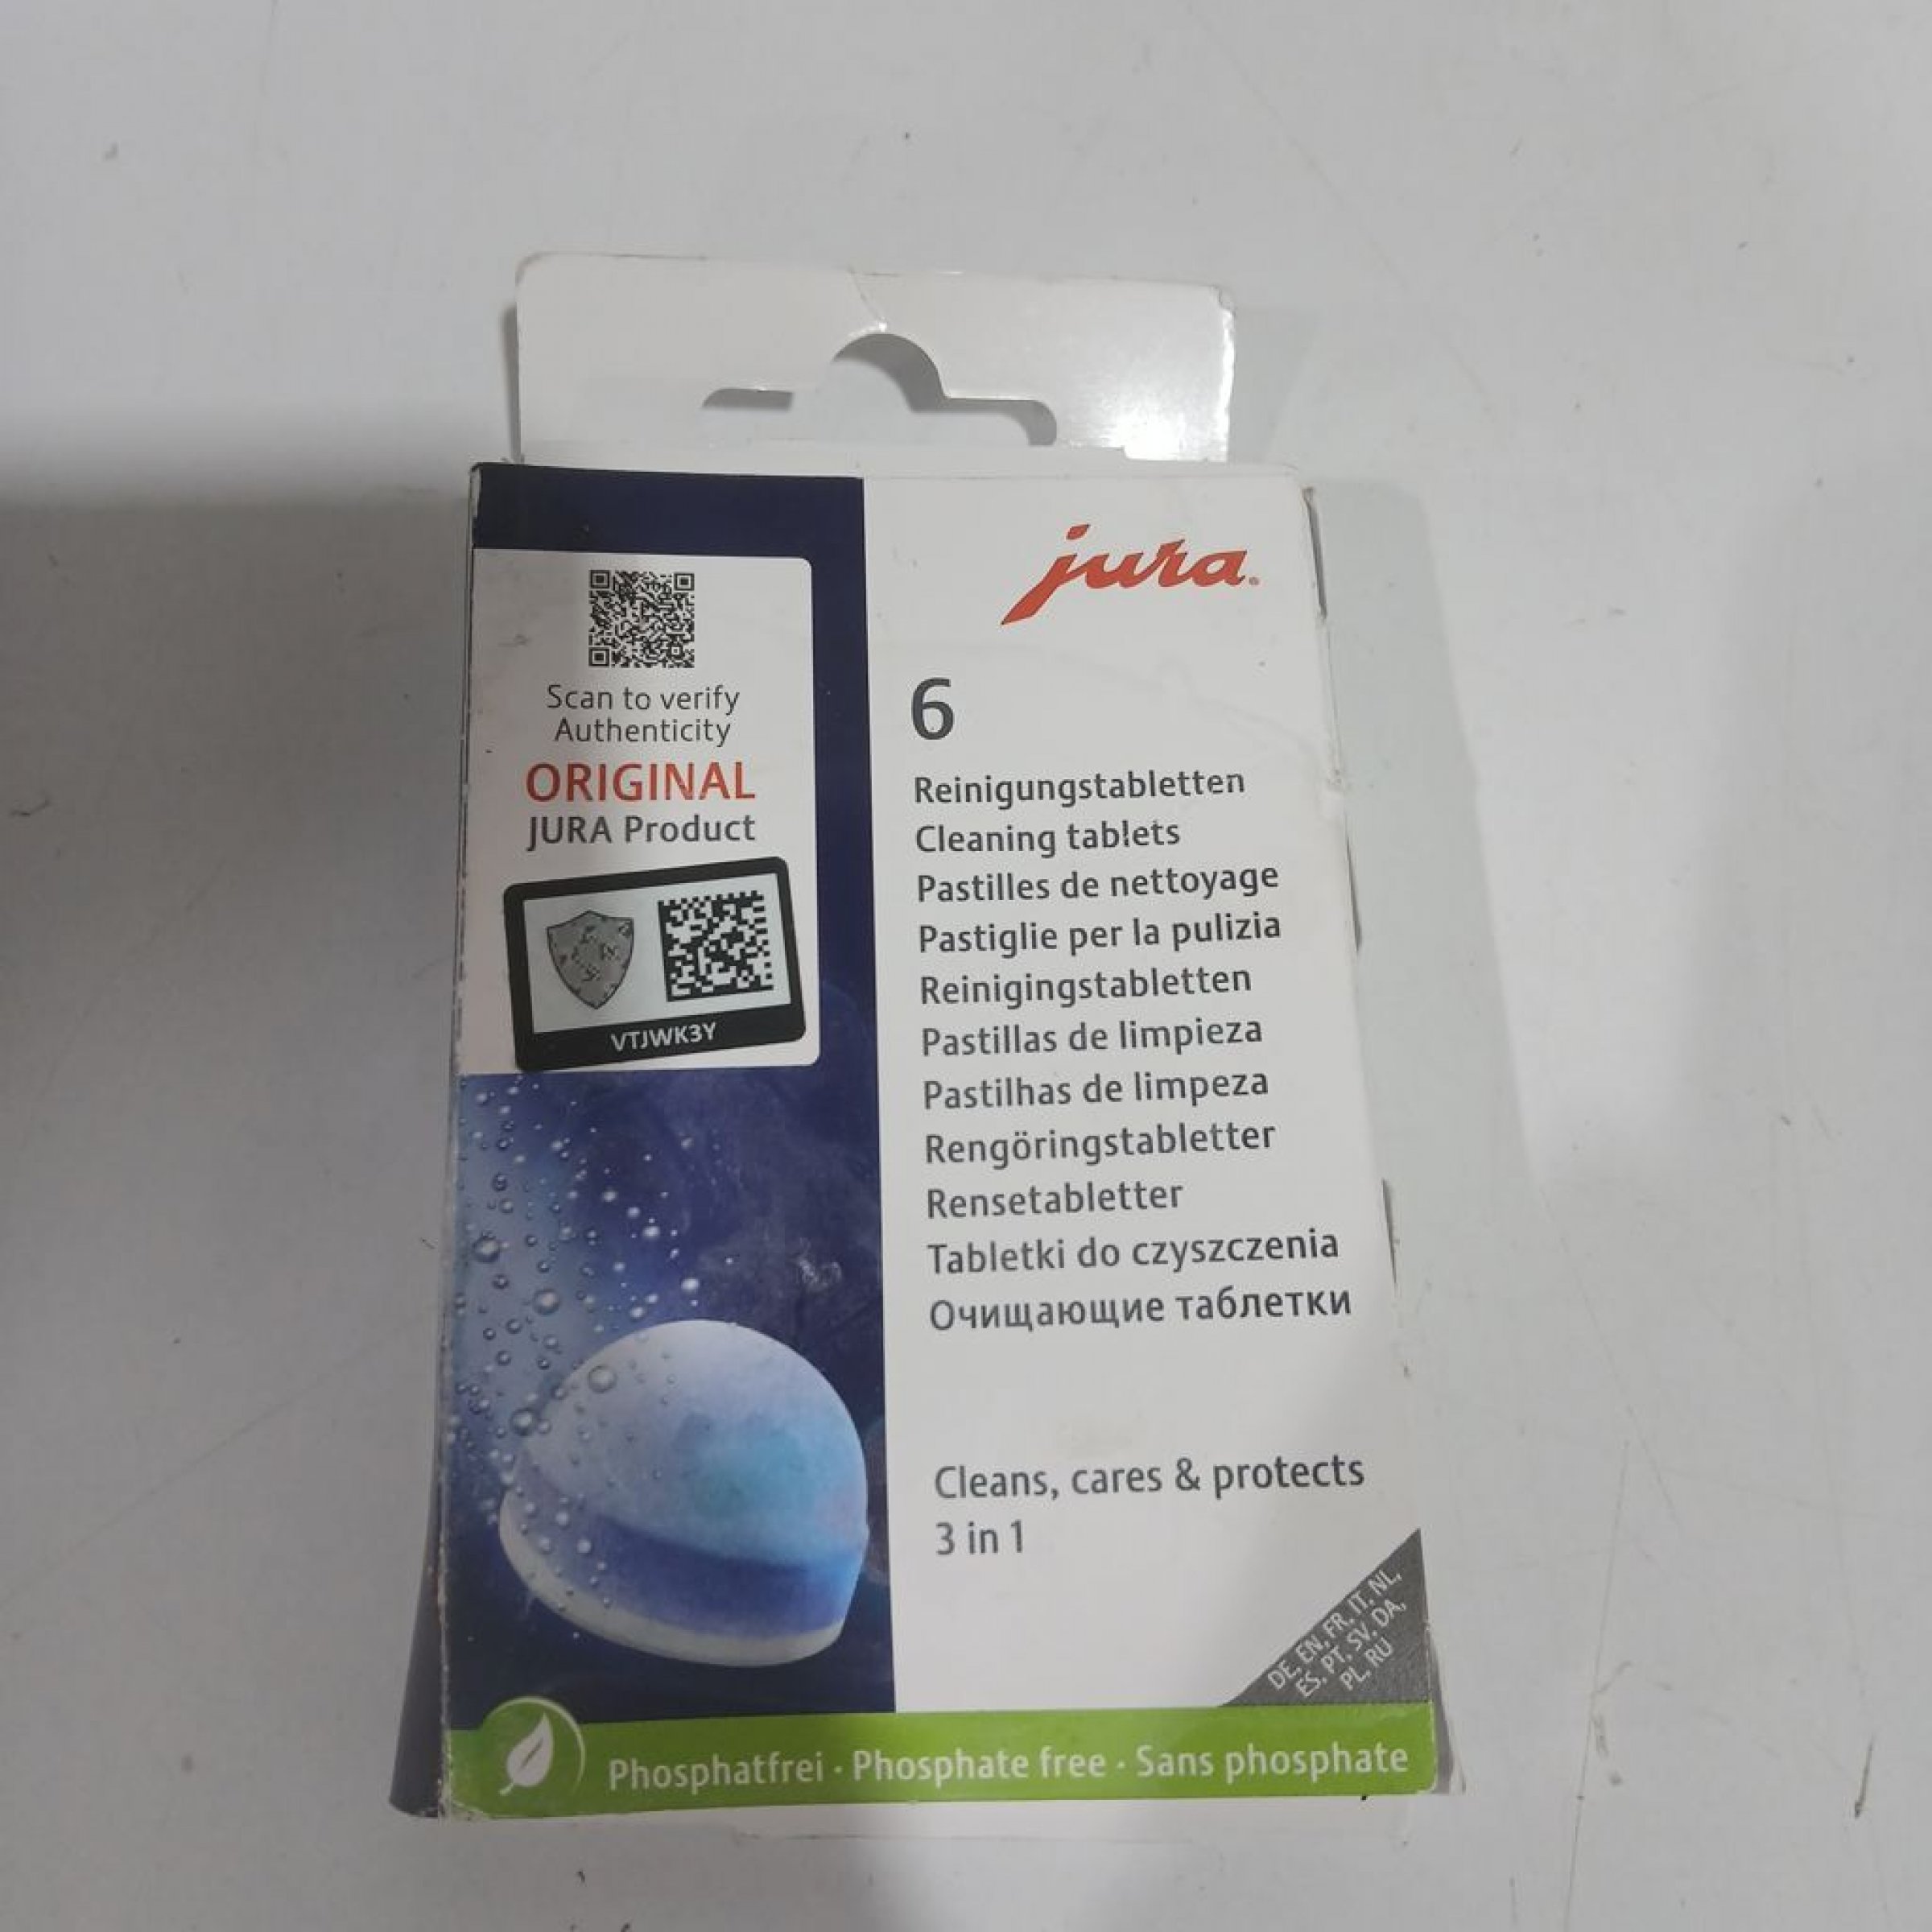 Scan to verify
Authenticity
ORIGINAL
JURA Product
VTJWK3Y
jura
6
Reinigungstabletten
Cleaning tablets
Pastilles de nettoyage
Pastiglie per la pulizia
Reinigingstabletten
Pastillas de limpieza
Pastilhas de limpeza
Rengöringstabletter
Rensetabletter
Tabletki do czyszczenia
Очищающие таблетки
Cleans, cares & protects
3 in 1
DE, EN, FR, IT, NL,
ES, PT, SV, DA,
PL, RU
Phosphatfrei · Phosphate free · Sans phosphate